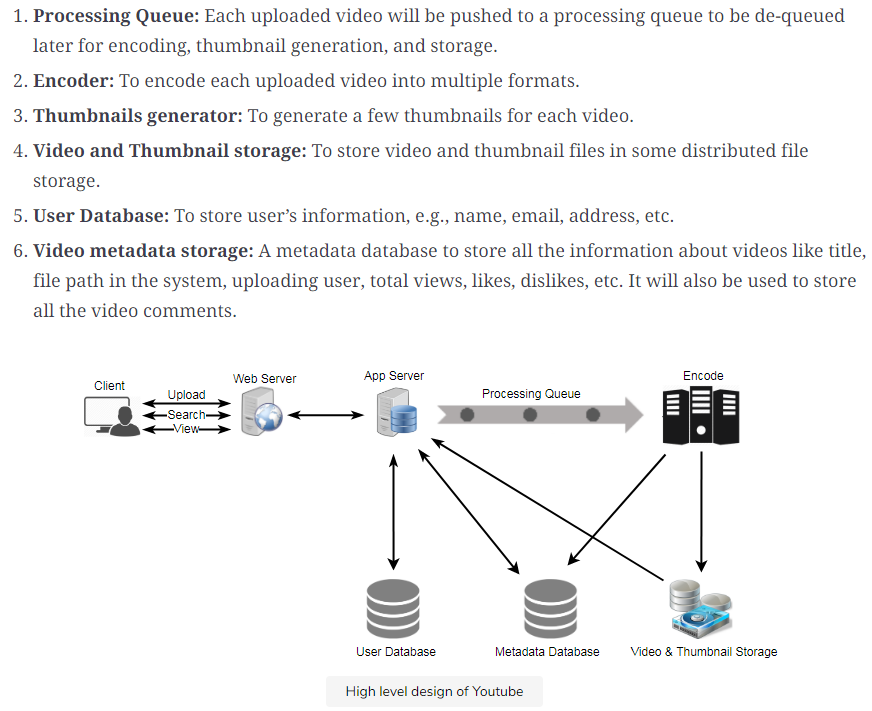 1. Processing Queue: Each uploaded video will be pushed to a processing queue to be de-queued
later for encoding, thumbnail generation, and storage.
2. Encoder: To encode each uploaded video into multiple formats.
3. Thumbnails generator: To generate a few thumbnails for each video.
4. Video and Thumbnail storage: To store video and thumbnail files in some distributed file
storage.
5. User Database: To store user’s information, e.g., name, email, address, etc.
6. Video metadata storage: A metadata database to store all the information about videos like title,
file path in the system, uploading user, total views, likes, dislikes, etc. It will also be used to store
all the video comments.
Client
Upload
Search
View
Web Server
App Server
Processing Queue
Encode
User Database
Metadata Database
Video & Thumbnail Storage
High level design of Youtube